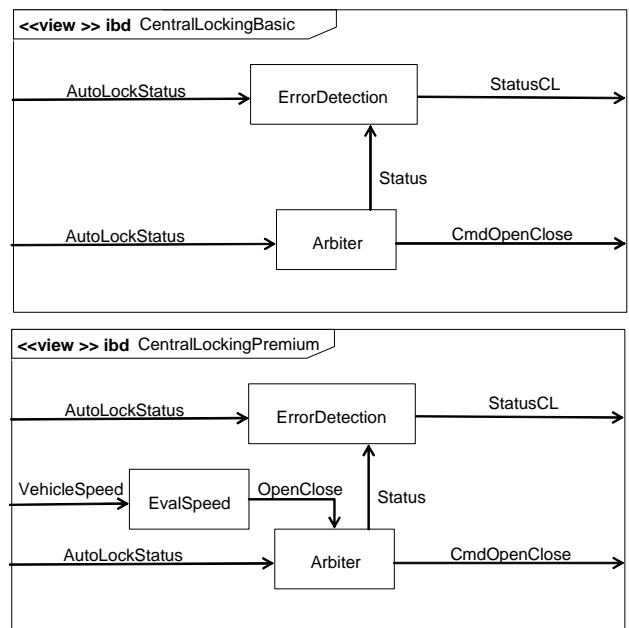 <<view >> ibd CentralLockingBasic
AutoLockStatus
StatusCL
ErrorDetection
Status
AutoLockStatus
CmdOpenClose
Arbiter
<<view >> ibd CentralLockingPremium
AutoLockStatus
StatusCL
ErrorDetection
VehicleSpeed
OpenClose
EvalSpeed
Status
AutoLockStatus
CmdOpenClose
Arbiter